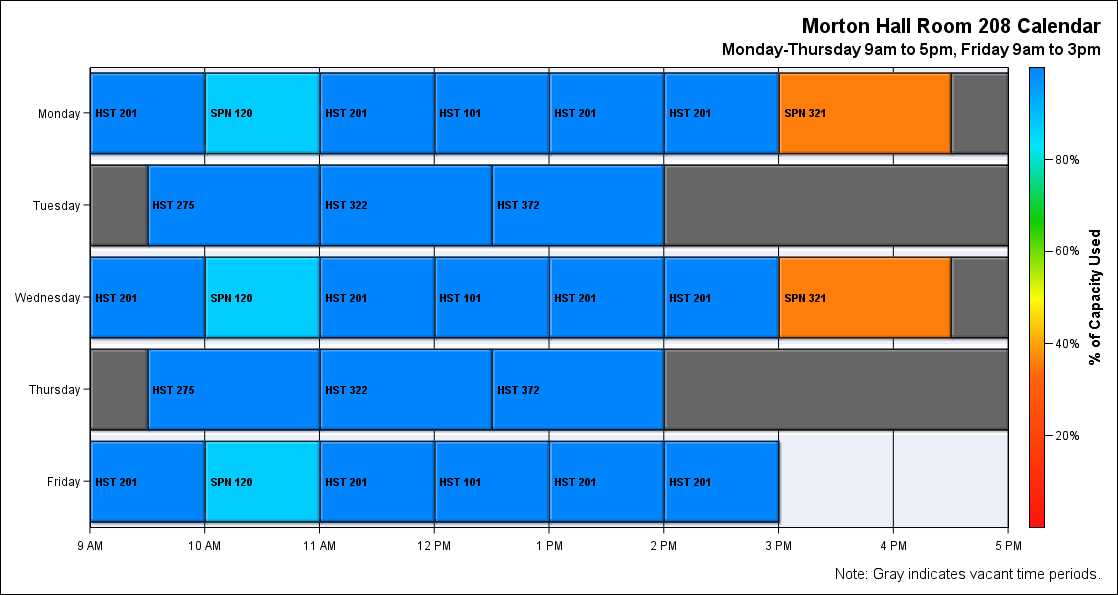 Morton Hall Room 208 Calendar
Monday-Thursday 9am to 5pm, Friday 9am to 3pm
Monday
HST 201
SPN 120
HST 201
HST 101
HST 201
HST 201
SPN 321
Tuesday
HST 275
HST 322
HST 372
Wednesday
HST 201
SPN 120
HST 201
HST 101
HST 201
HST 201
SPN 321
Thursday
HST 275
HST 322
HST 372
Friday
HST 201
SPN 120
HST 201
HST 101
HST 201
HST 201
9 AM
10 AM
11 AM
12 PM
1 PM
2 PM
3 PM
4 PM
5 PM
80%
60%
40%
20%
% of Capacity Used
Note: Gray indicates vacant time periods.